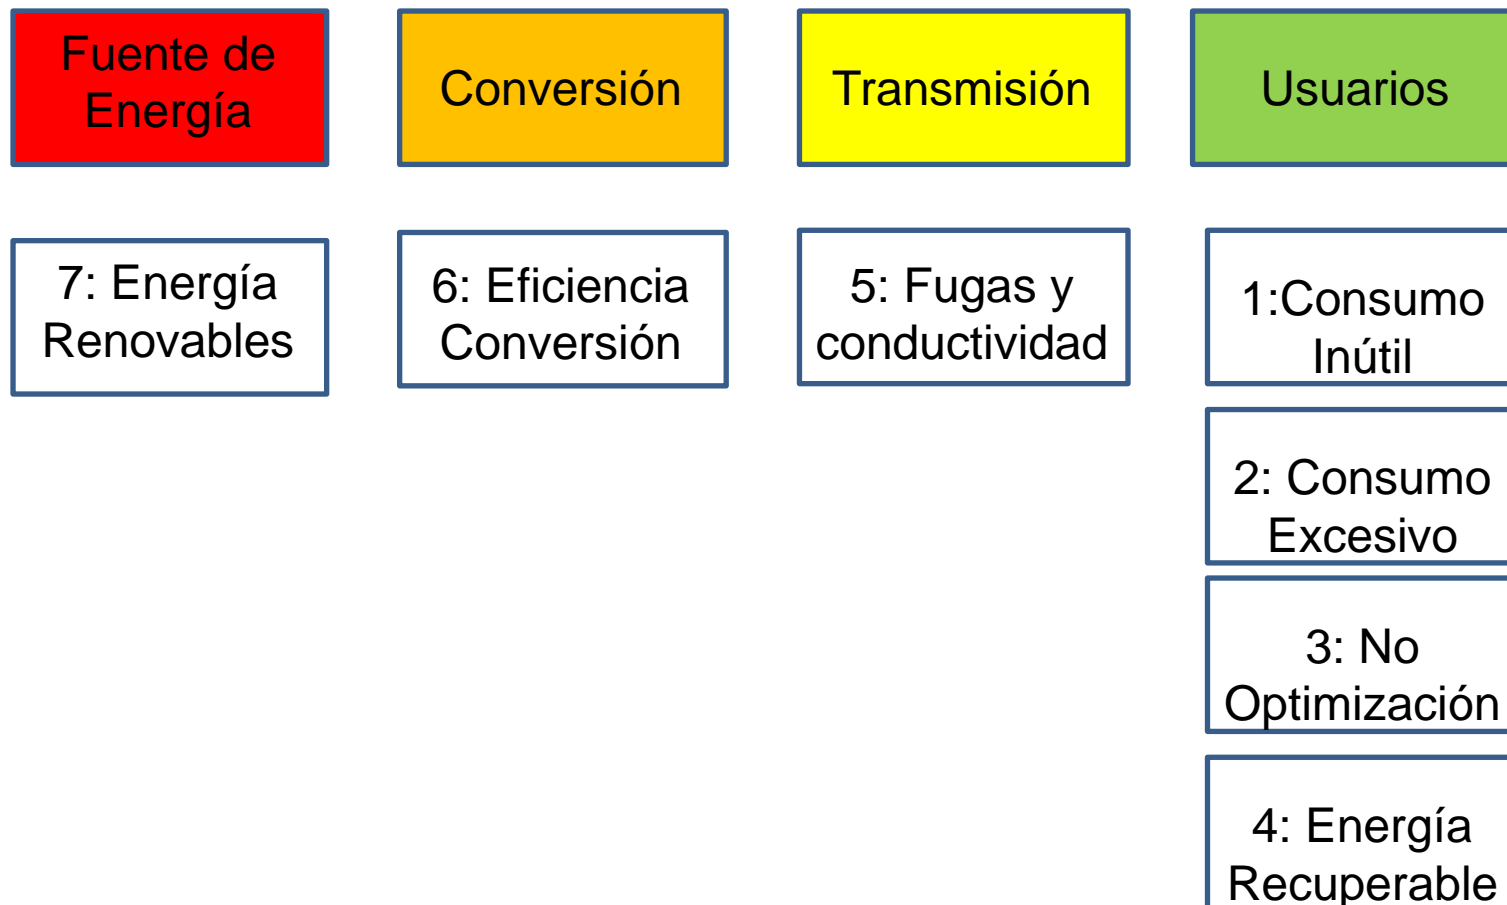 Fuente de
Energía
Conversión
Transmisión
Usuarios
7: Energía
Renovables
6: Eficiencia
Conversión
5: Fugas y
conductividad
1:Consumo
Inútil
2: Consumo
Excesivo
3: No
Optimización
4: Energía
Recuperable